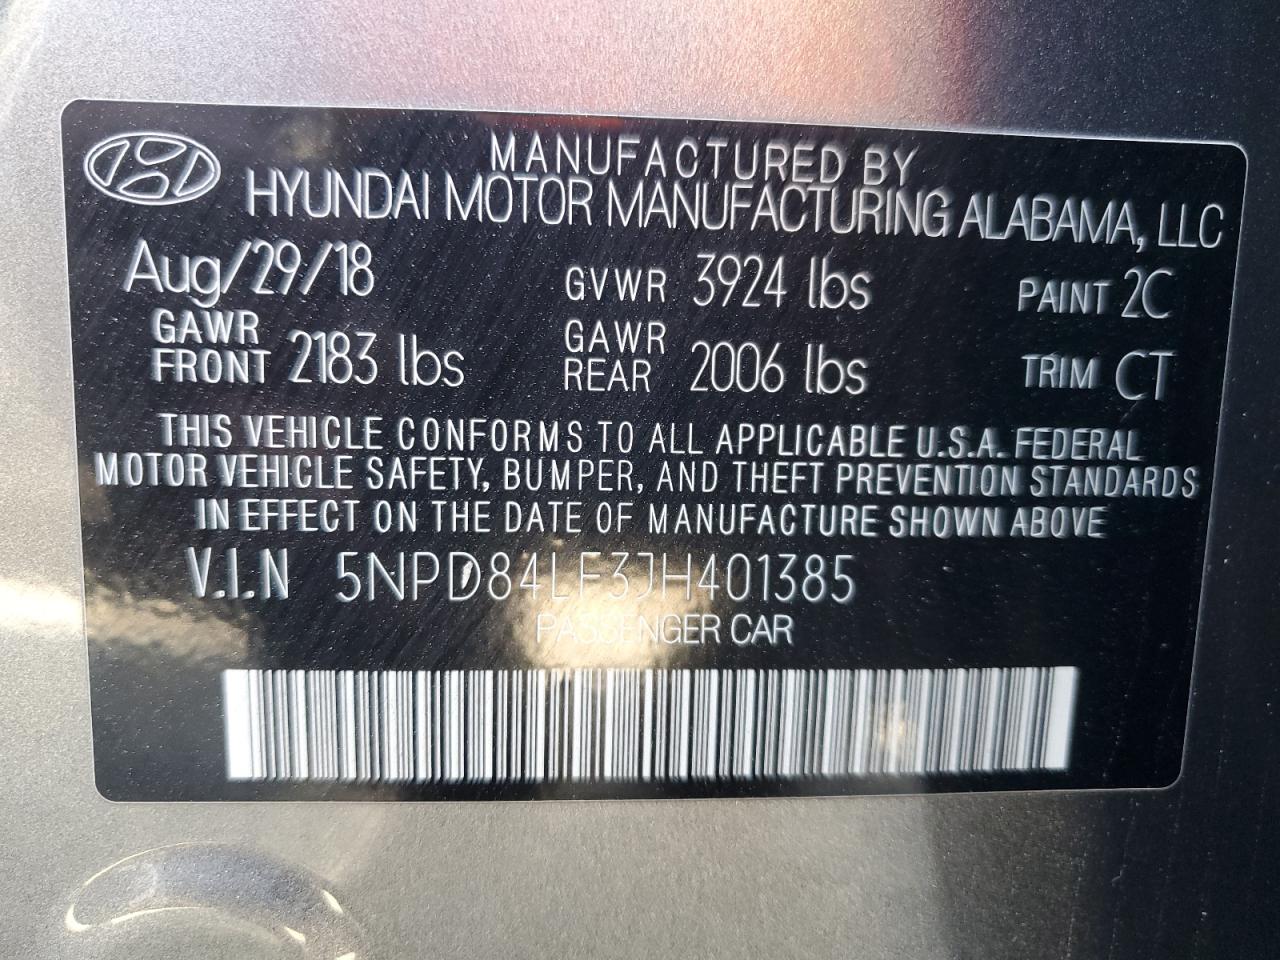 MANUFACTURED BY
HYUNDAI MOTOR MANUFACTURING ALABAMA, LLC
Aug/29/18 GVWR 3924 lbs PAINT 2C
GAWR FRONT 2183 lbs GAWR REAR 2006 lbs TRIM CT
THIS VEHICLE CONFORMS TO ALL APPLICABLE U.S.A. FEDERAL
MOTOR VEHICLE SAFETY, BUMPER, AND THEFT PREVENTION STANDARDS
IN EFFECT ON THE DATE OF MANUFACTURE SHOWN ABOVE
V.I.N 5NPD84LF3JH401385
PASSENGER CAR